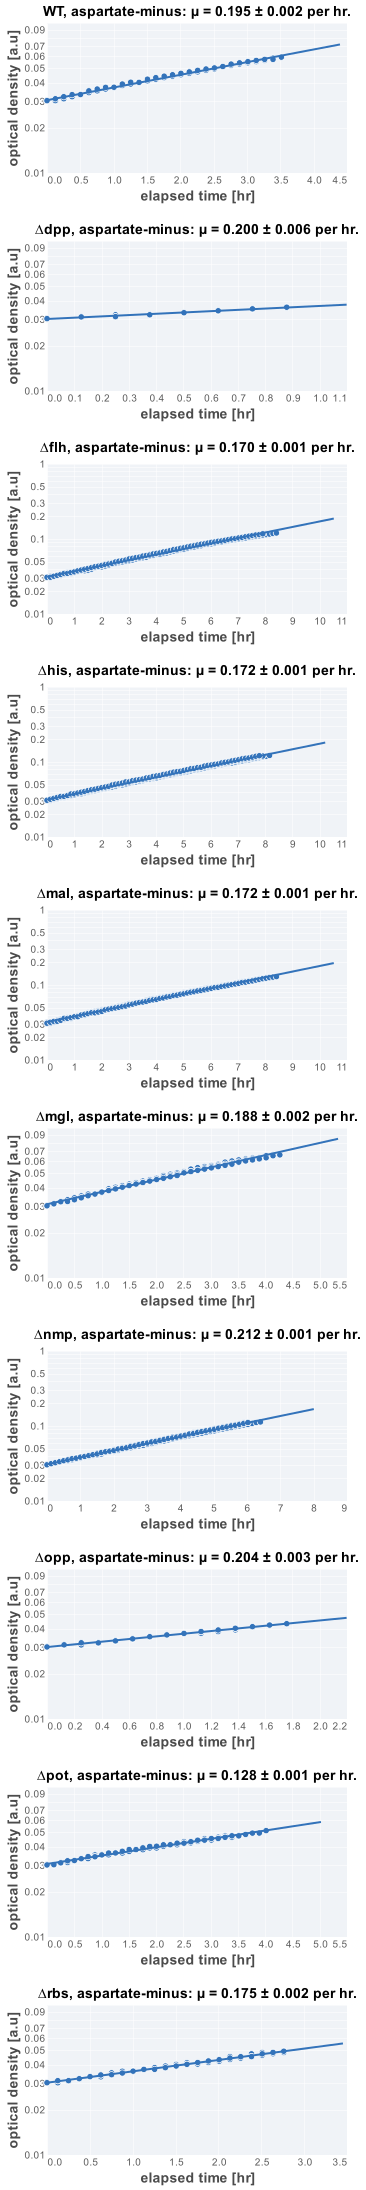 WT, aspartate-minus: μ = 0.195 ± 0.002 per hr.
optical density [a.u]
0.09
0.07
0.06
0.05
0.04
0.03
0.02
0.01
0.0 0.5 1.0 1.5 2.0 2.5 3.0 3.5 4.0 4.5
elapsed time [hr]
Δdpp, aspartate-minus: μ = 0.200 ± 0.006 per hr.
optical density [a.u]
0.09
0.07
0.06
0.05
0.04
0.03
0.02
0.01
0.0 0.1 0.2 0.3 0.4 0.5 0.6 0.7 0.8 0.9 1.0 1.1
elapsed time [hr]
Δflh, aspartate-minus: μ = 0.170 ± 0.001 per hr.
optical density [a.u]
1
0.5
0.3
0.2
0.1
0.05
0.03
0.02
0.01
0 1 2 3 4 5 6 7 8 9 10 11
elapsed time [hr]
Δhis, aspartate-minus: μ = 0.172 ± 0.001 per hr.
optical density [a.u]
1
0.5
0.3
0.2
0.1
0.05
0.03
0.02
0.01
0 1 2 3 4 5 6 7 8 9 10 11
elapsed time [hr]
Δmal, aspartate-minus: μ = 0.172 ± 0.001 per hr.
optical density [a.u]
1
0.5
0.3
0.2
0.1
0.05
0.03
0.02
0.01
0 1 2 3 4 5 6 7 8 9 10 11
elapsed time [hr]
Δmgl, aspartate-minus: μ = 0.188 ± 0.002 per hr.
optical density [a.u]
0.09
0.07
0.06
0.05
0.04
0.03
0.02
0.01
0.0 0.5 1.0 1.5 2.0 2.5 3.0 3.5 4.0 4.5 5.0 5.5
elapsed time [hr]
Δnmp, aspartate-minus: μ = 0.212 ± 0.001 per hr.
optical density [a.u]
1
0.5
0.3
0.2
0.1
0.05
0.03
0.02
0.01
0 1 2 3 4 5 6 7 8 9
elapsed time [hr]
Δopp, aspartate-minus: μ = 0.204 ± 0.003 per hr.
optical density [a.u]
0.09
0.07
0.06
0.05
0.04
0.03
0.02
0.01
0.0 0.2 0.4 0.6 0.8 1.0 1.2 1.4 1.6 1.8 2.0 2.2
elapsed time [hr]
Δpot, aspartate-minus: μ = 0.128 ± 0.001 per hr.
optical density [a.u]
0.09
0.07
0.06
0.05
0.04
0.03
0.02
0.01
0.0 0.5 1.0 1.5 2.0 2.5 3.0 3.5 4.0 4.5 5.0 5.5
elapsed time [hr]
Δrbs, aspartate-minus: μ = 0.175 ± 0.002 per hr.
optical density [a.u]
0.09
0.07
0.06
0.05
0.04
0.03
0.02
0.01
0.0 0.5 1.0 1.5 2.0 2.5 3.0 3.5
elapsed time [hr]